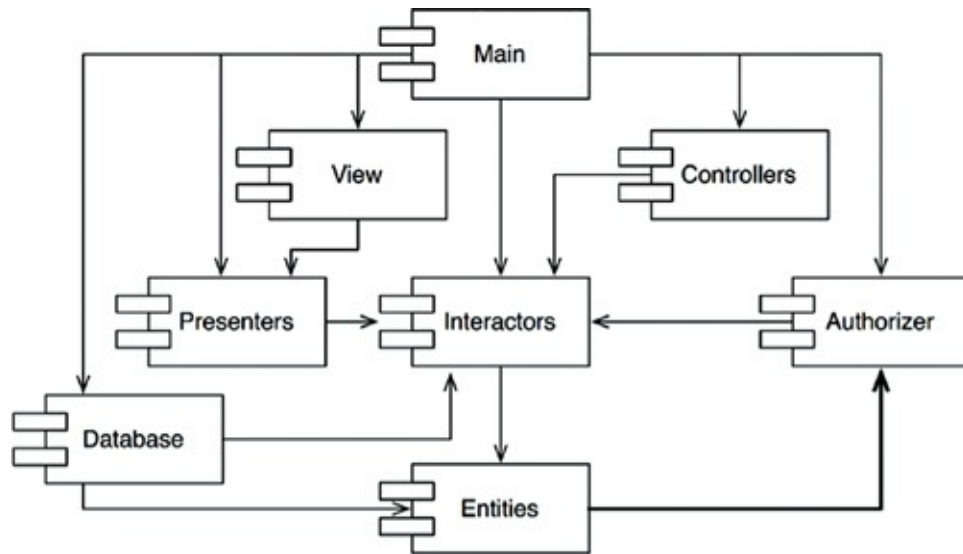 Main
View
Controllers
Presenters
Interactors
Authorizer
Database
Entities